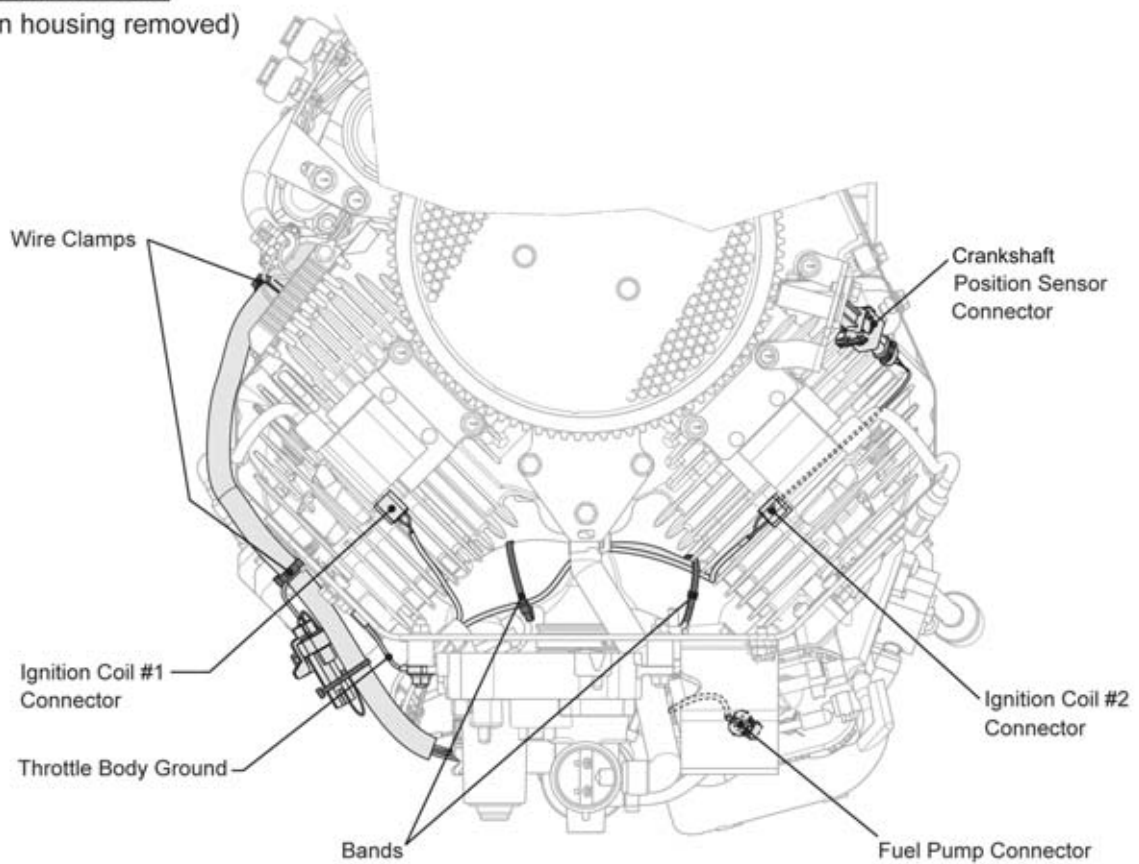 n housing removed)
Wire Clamps
Crankshaft
Position Sensor
Connector
Ignition Coil #1
Connector
Ignition Coil #2
Connector
Throttle Body Ground
Bands
Fuel Pump Connector